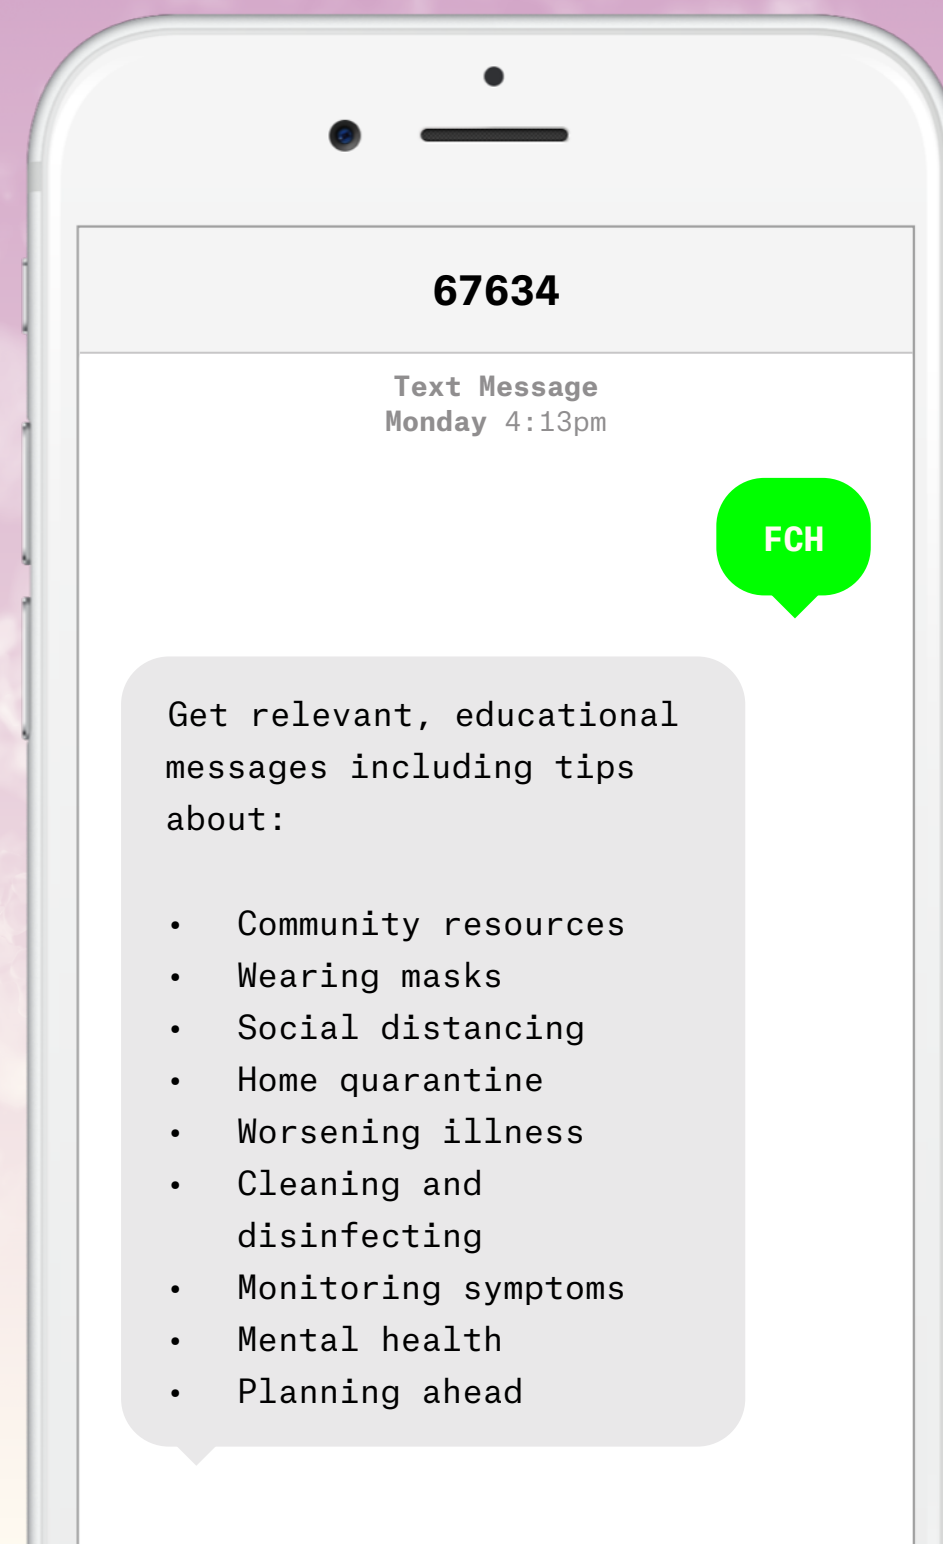 67634
Text Message
Monday 4:13pm
FCH
Get relevant, educational
messages including tips
about:
• Community resources
• Wearing masks
• Social distancing
• Home quarantine
• Worsening illness
• Cleaning and
disinfecting
• Monitoring symptoms
• Mental health
• Planning ahead